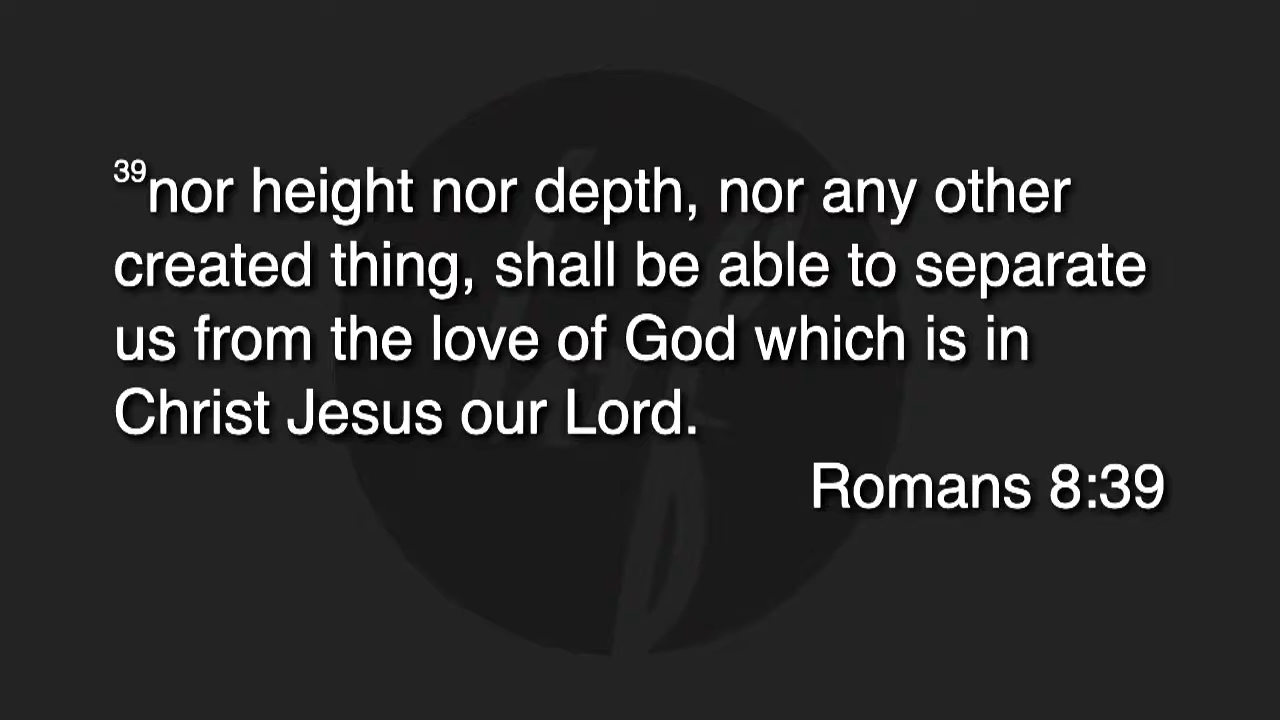 39nor height nor depth, nor any other
created thing, shall be able to separate
us from the love of God which is in
Christ Jesus our Lord.
Romans 8:39